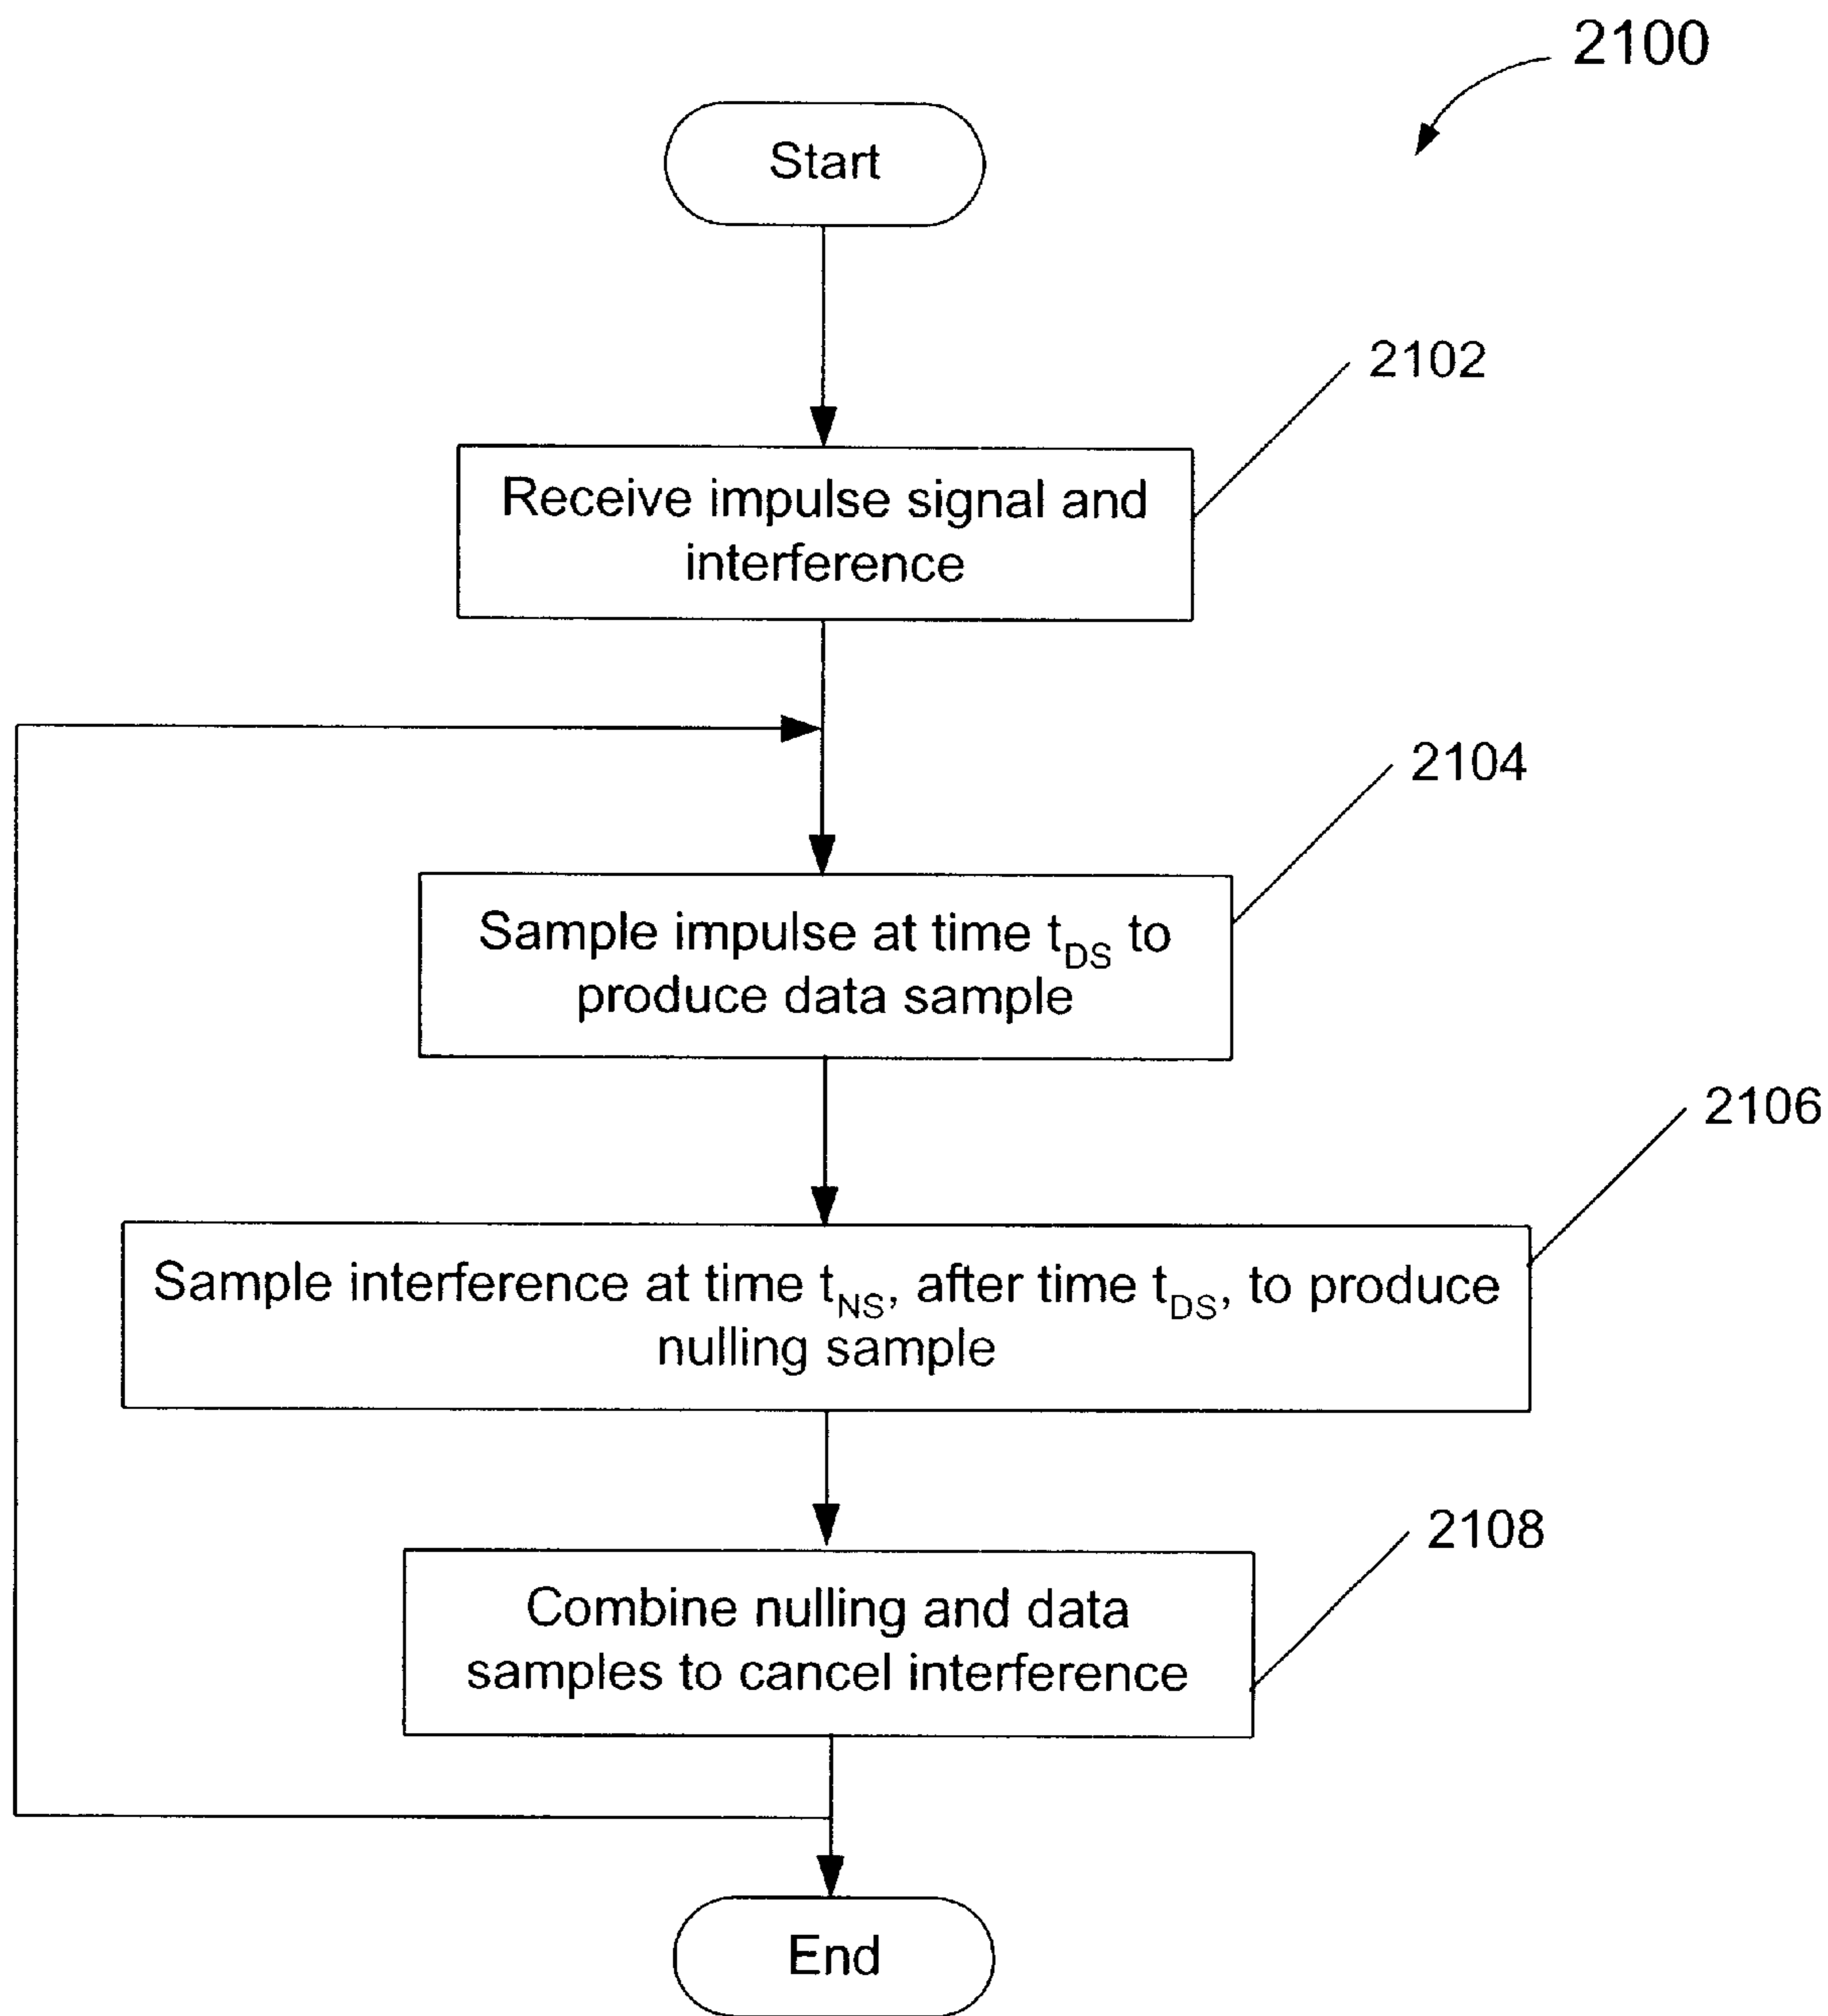 2100
Start
2102
Receive impulse signal and
interference
2104
Sample impulse at time tDS to
produce data sample
2106
Sample interference at time tNS, after time tDS, to produce
nulling sample
2108
Combine nulling and data
samples to cancel interference
End